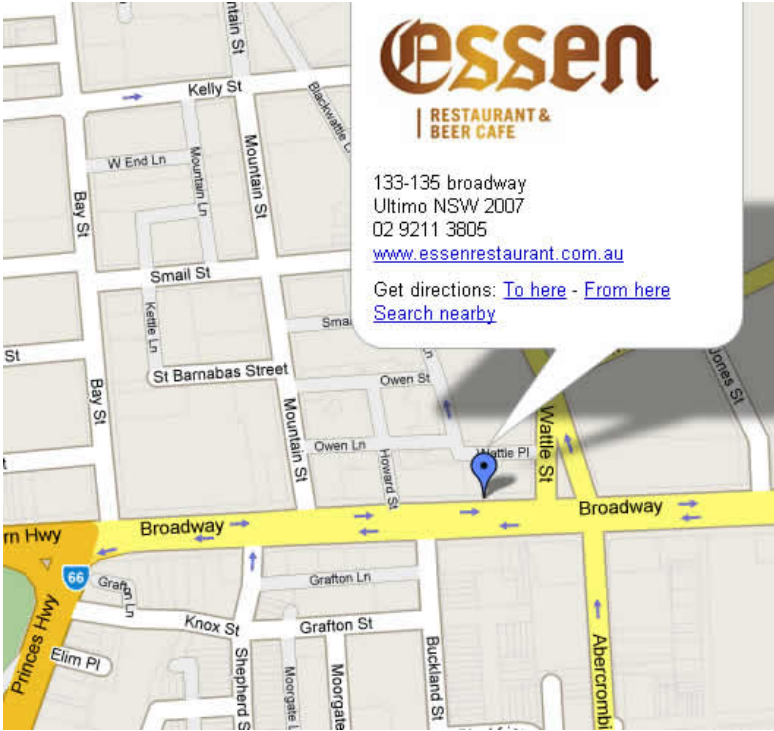 essen
RESTAURANT &
BEER CAFE
133-135 broadway
Ultimo NSW 2007
02 9211 3805
www.essenrestaurant.com.au
Get directions: To here - From here
Search nearby
Mountain St
Kelly St
Blackwattle
W End Ln
Mountain Ln
Mountain St
Bay St
Smail St
Kettle Ln
Smai
Ln
St
St Barnabas Street
Owen St
Jones St
Bay St
Mountain St
Wattle St
Owen Ln
Howard St
Wattle Pl
Broadway
Broadway
rn Hwy
66
Grafton Ln
Grafton Ln
Princes Hwy
Knox St
Grafton St
Elim Pl
Shepherd S
Moorgate L
Moorgate
Buckland St
Abercrombi